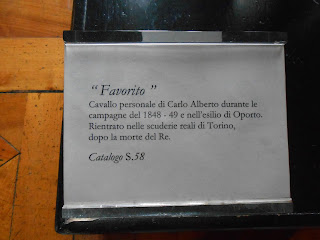 “ Favorito ”
Cavallo personale di Carlo Alberto durante le
campagne del 1848 - 49 e nell'esilio di Oporto.
Rientrato nelle scuderie reali di Torino,
dopo la motte del Re.
Catalogo S.58